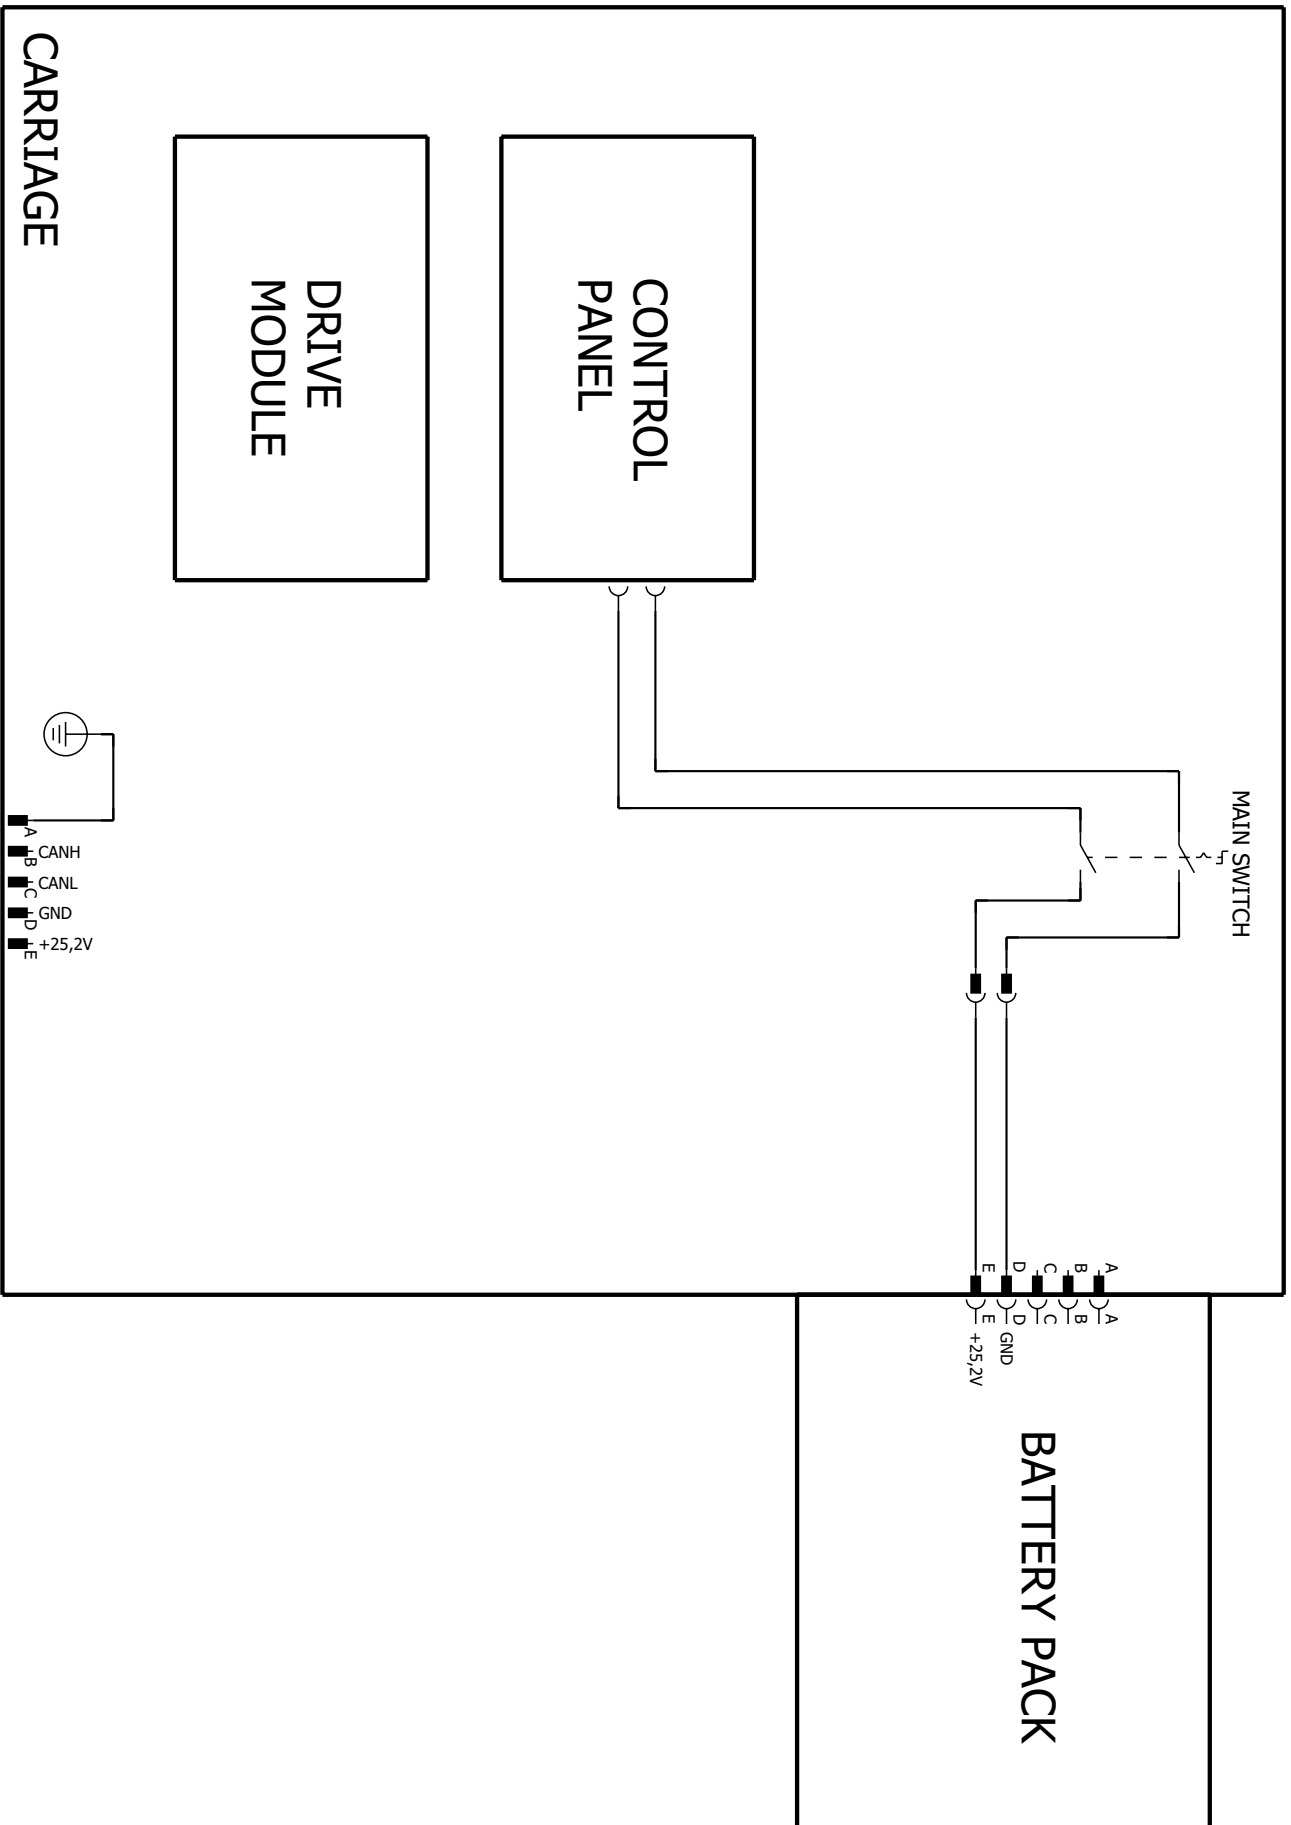 CARRIAGE
DRIVE
MODULE
CONTROL
PANEL
MAIN SWITCH
A
B CANH
C CANL
D GND
E +25,2V
A
B
C
D
E
A
B
C
D GND
E +25,2V
BATTERY PACK